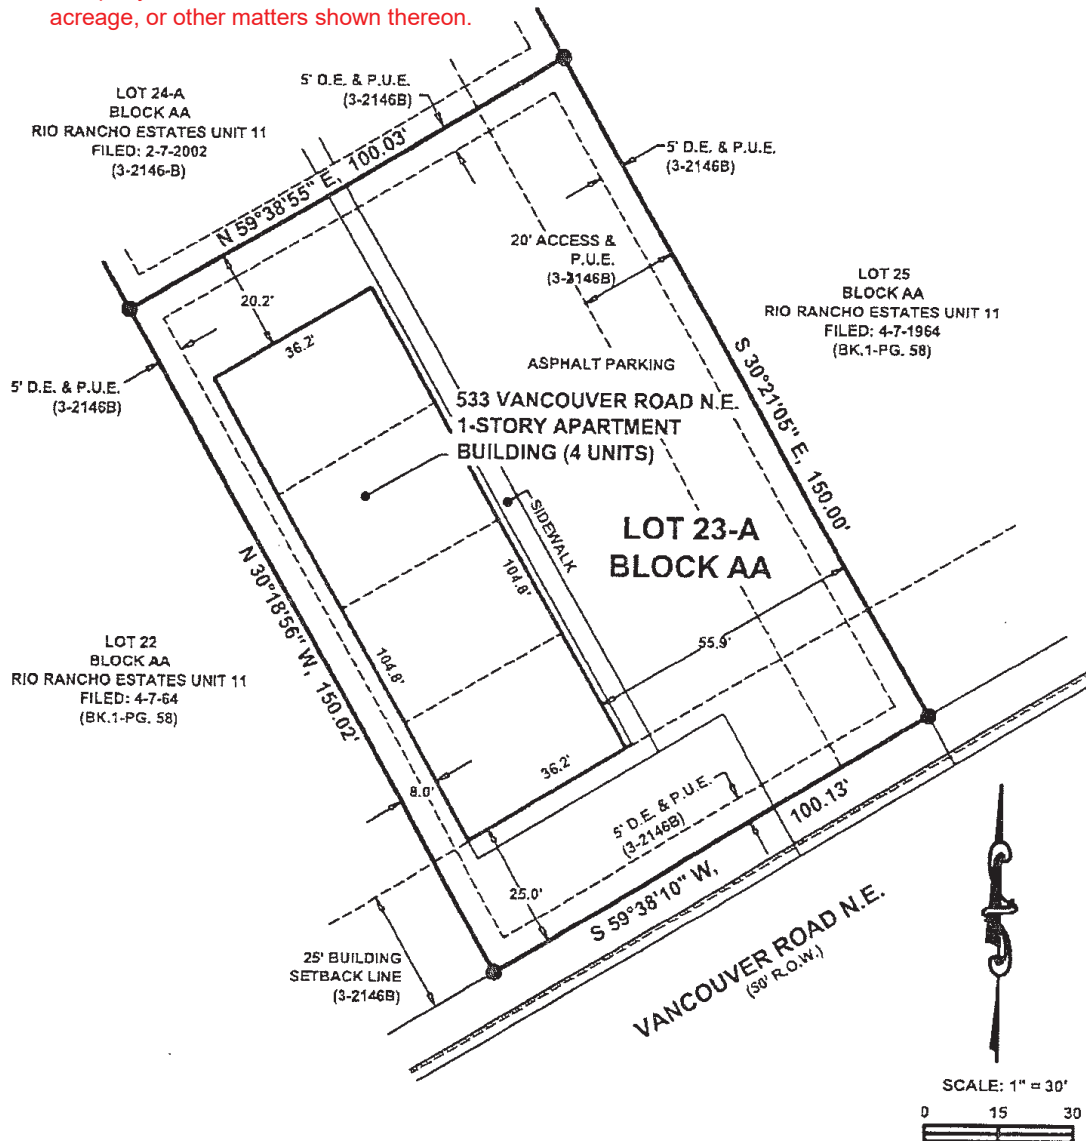 acreage, or other matters shown thereon.
5' D.E. & P.U.E.
(3-2146B)
LOT 24-A
BLOCK AA
RIO RANCHO ESTATES UNIT 11
FILED: 2-7-2002
(3-2146-B)
N 59°38'55" E, 100.03'
5' D.E. & P.U.E.
(3-2146B)
20' ACCESS &
P.U.E.
(3-2146B)
LOT 25
BLOCK AA
RIO RANCHO ESTATES UNIT 11
FILED: 4-7-1964
(BK.1-PG. 58)
20.2'
36.2'
5' D.E. & P.U.E.
(3-2146B)
ASPHALT PARKING
533 VANCOUVER ROAD N.E.
1-STORY APARTMENT
BUILDING (4 UNITS)
S 30°21'05" E, 150.00'
SIDEWALK
LOT 23-A
BLOCK AA
N 30°18'56" W, 150.02'
104.8'
104.8'
55.9'
LOT 22
BLOCK AA
RIO RANCHO ESTATES UNIT 11
FILED: 4-7-64
(BK.1-PG. 58)
36.2'
8.0'
5' D.E. & P.U.E.
(3-2146B)
100.13'
25.0'
S 59°38'10" W,
25' BUILDING
SETBACK LINE
(3-2146B)
VANCOUVER ROAD N.E.
(50' R.O.W.)
SCALE: 1" = 30'
0 15 30